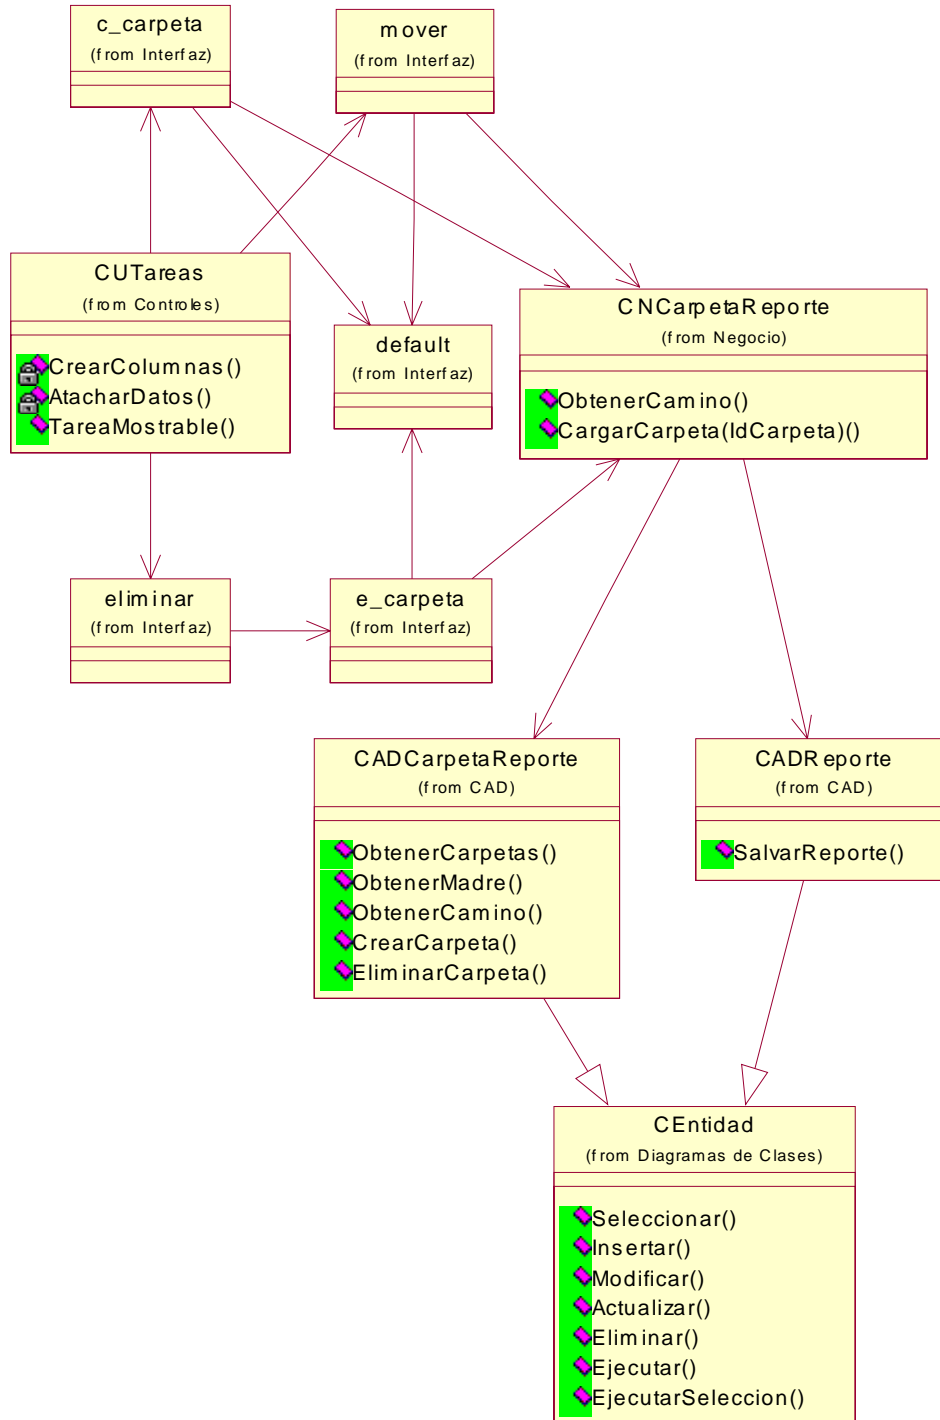 c_carpeta
(from Interfaz)
mover
(from Interfaz)
CUTareas
(from Controles)
CrearColumnas()
AtacharDatos()
TareaMostrable()
default
(from Interfaz)
CNCarpetaReporte
(from Negocio)
ObtenerCamino()
CargarCarpeta(IdCarpeta)()
eliminar
(from Interfaz)
e_carpeta
(from Interfaz)
CADCarpetaReporte
(from CAD)
ObtenerCarpetas()
ObtenerMadre()
ObtenerCamino()
CrearCarpeta()
EliminarCarpeta()
CADReporte
(from CAD)
SalvarReporte()
CEntidad
(from Diagramas de Clases)
Seleccionar()
Insertar()
Modificar()
Actualizar()
Eliminar()
Ejecutar()
EjecutarSeleccion()